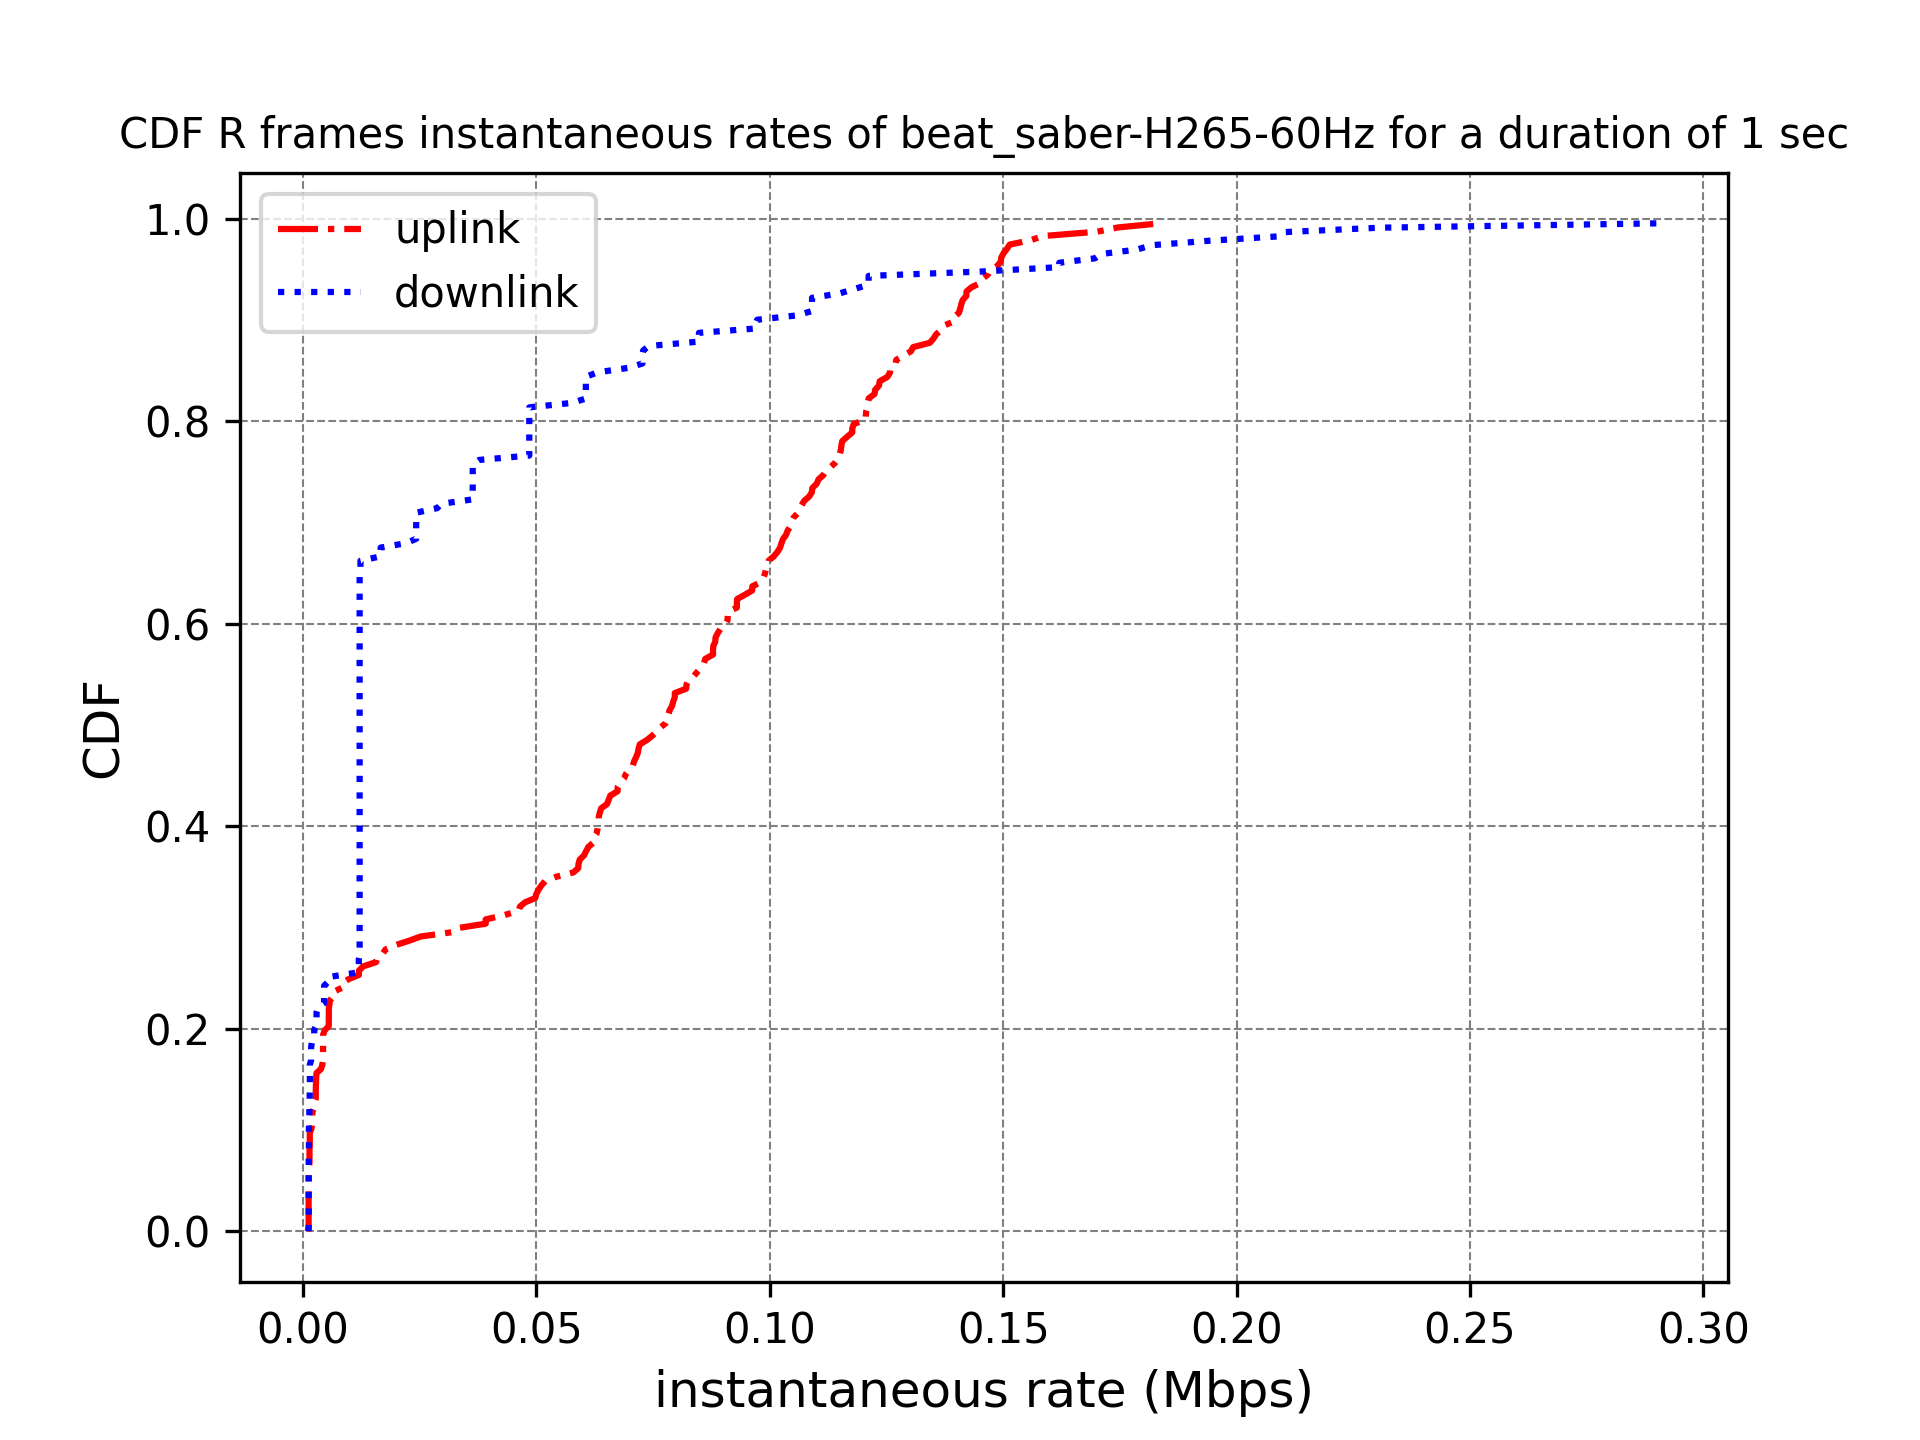 CDF R frames instantaneous rates of beat_saber-H265-60Hz for a duration of 1 sec
uplink
downlink
1.0
0.8
0.6
0.4
0.2
0.0
CDF
0.00 0.05 0.10 0.15 0.20 0.25 0.30
instantaneous rate (Mbps)